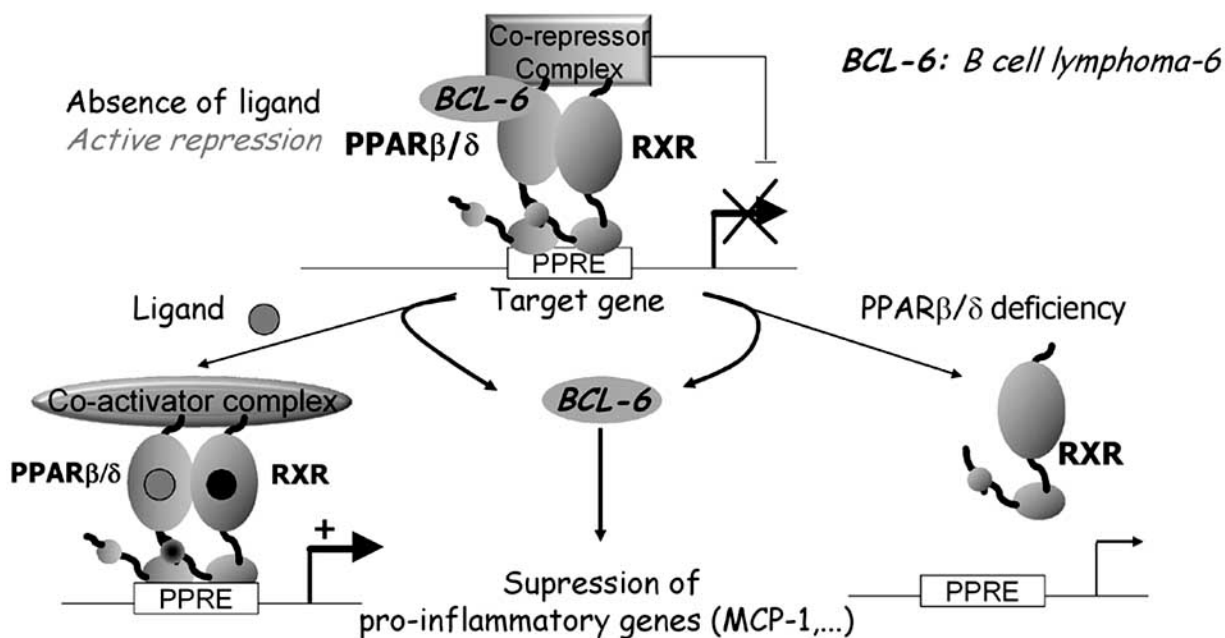 Co-repressor
Complex
BCL-6: B cell lymphoma-6
Absence of ligand
Active repression
BCL-6
PPARβ/δ
RXR
PPRE
Target gene
Ligand
PPARβ/δ deficiency
Co-activator complex
BCL-6
PPARβ/δ
RXR
RXR
+
PPRE
Supression of
pro-inflammatory genes (MCP-1,...)
PPRE